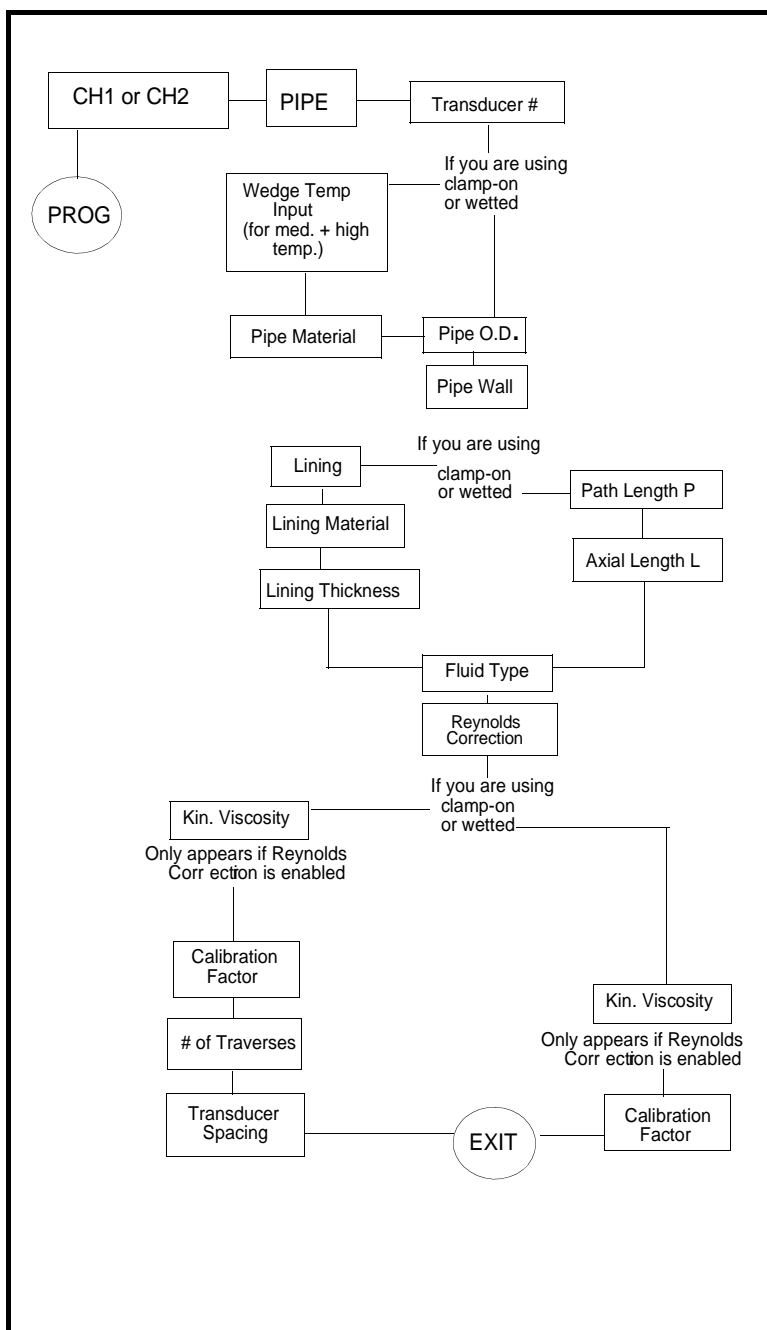 CH1 or CH2
PIPE
Transducer #
PROG
If you are using
clamp-on
or wetted
Wedge Temp
Input
(for med. + high
temp.)
Pipe Material
Pipe O.D.
Pipe Wall
If you are using
clamp-on
or wetted
Lining
Path Length P
Lining Material
Axial Length L
Lining Thickness
Fluid Type
Reynolds
Correction
If you are using
clamp-on
or wetted
Kin. Viscosity
Only appears if Reynolds
Corr ection is enabled
Calibration
Factor
# of Traverses
Transducer
Spacing
Kin. Viscosity
Only appears if Reynolds
Corr ection is enabled
Calibration
Factor
EXIT